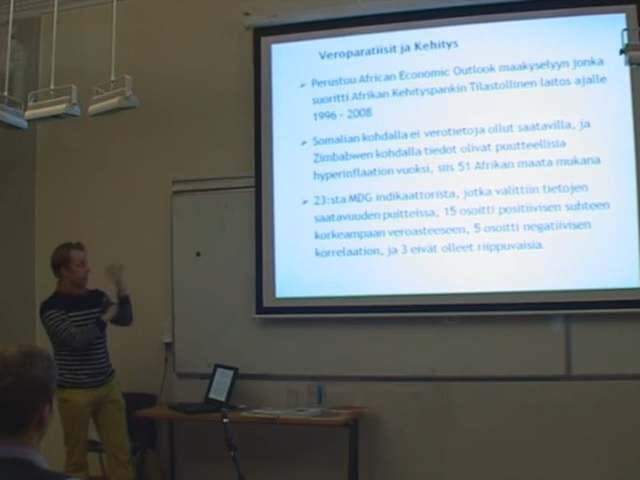 Veroparatiisit ja Kehitys
Perustuu African Economic Outlook maakyselyyn jonka
suoritti Afrikan Kehityspankin Tilastollinen laitos ajalle
1996 - 2008
Somalian kohdalla ei verotietoja ollut saatavilla, ja
Zimbabwen kohdalla tiedot olivat puutteellisia
hyperinflaation vuoksi, siis 51 Afrikan maata mukana
23:sta MDG indikaattorista, jotka valittiin tietojen
saatavuuden puitteissa, 15 osoitti positiivisen suhteen
korkeampaan veroasteeseen, 5 osoitti negatiivisen
korrelaation, ja 3 eivät olleet riippuvaisia.